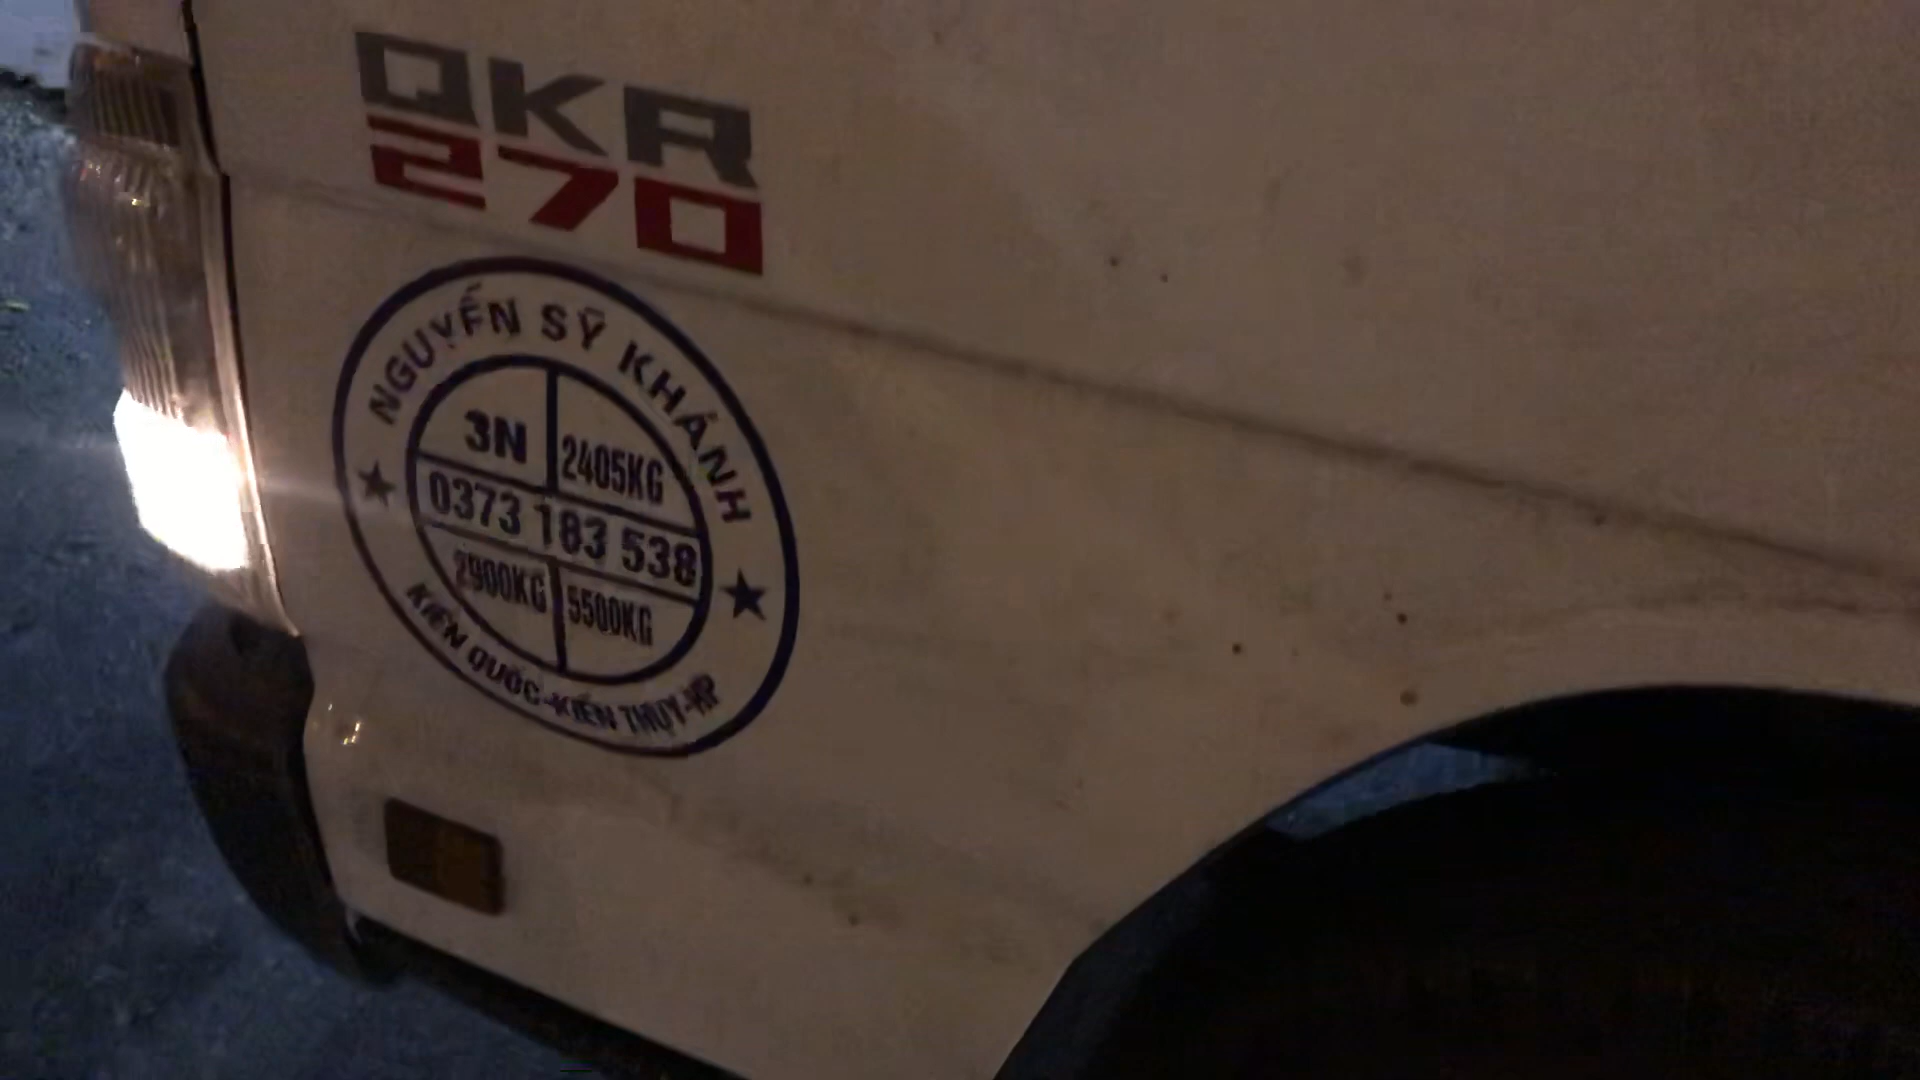 QKR
270
NGUYỄN SỸ KHÁNH
3N
2405KG
0373 183 538
2900KG
5500KG
KIẾN QUỐC-KIẾN THỤY-HP